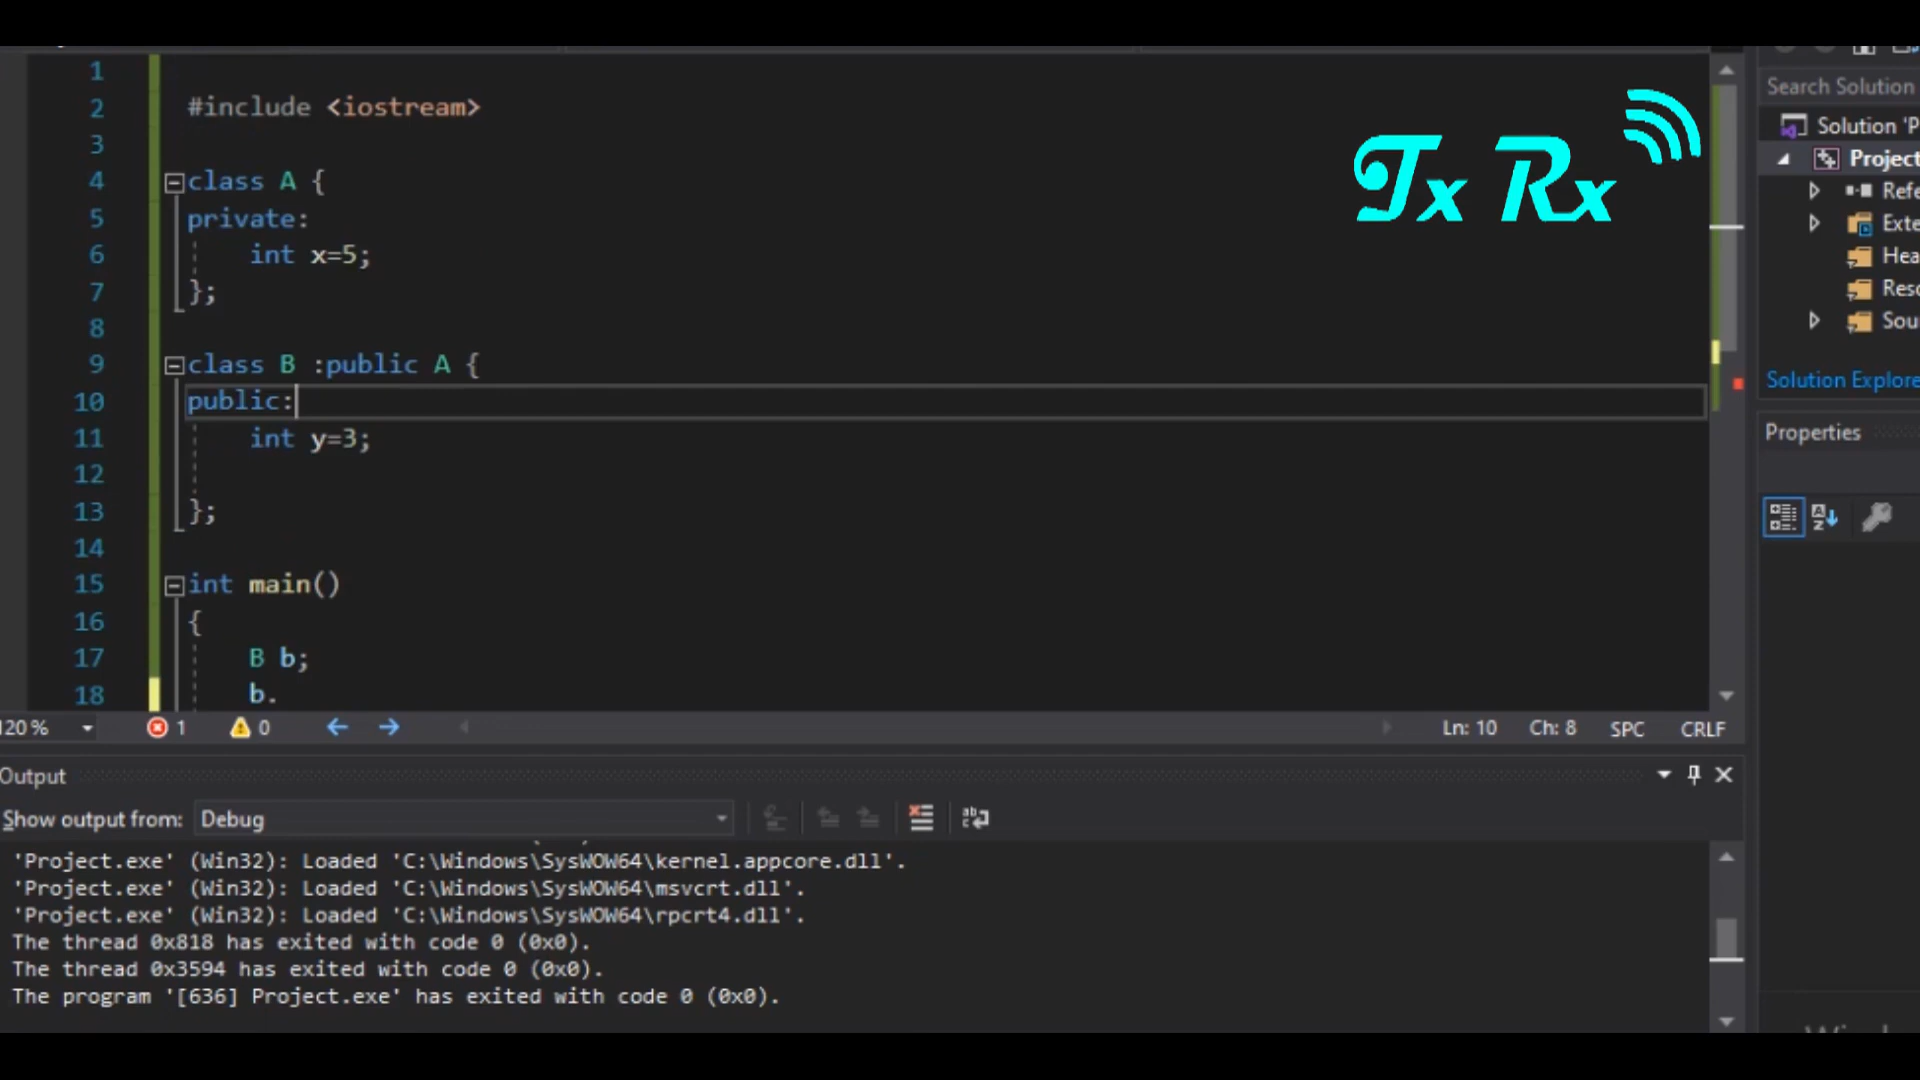 Tx Rx
1
2 #include <iostream>
3
4 class A {
5 private:
6 int x=5;
7 };
8
9 class B :public A {
10 public:
11 int y=3;
12
13 };
14
15 int main()
16 {
17 B b;
18 b.
120% 1 0 Ln: 10 Ch: 8 SPC CRLF
Output
Show output from: Debug
'Project.exe' (Win32): Loaded 'C:\Windows\SysWOW64\kernel.appcore.dll'.
'Project.exe' (Win32): Loaded 'C:\Windows\SysWOW64\msvcrt.dll'.
'Project.exe' (Win32): Loaded 'C:\Windows\SysWOW64\rpcrt4.dll'.
The thread 0x818 has exited with code 0 (0x0).
The thread 0x3594 has exited with code 0 (0x0).
The program '[636] Project.exe' has exited with code 0 (0x0).
Search Solution
Solution 'P
Project
Refe
Exte
Hea
Reso
Sou
Solution Explore
Properties